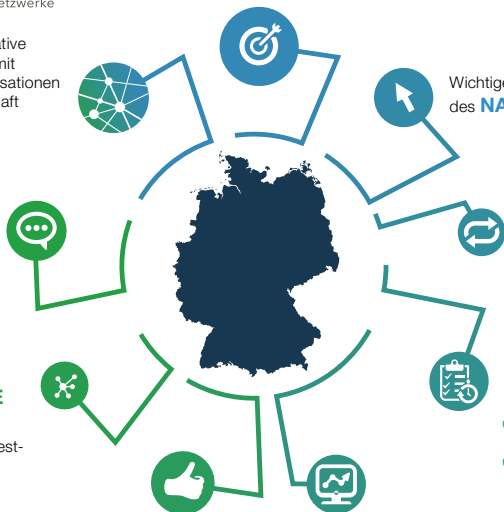 etzwerke
ative
mit
sationen
aft
Wichtige
des NA
E
est-